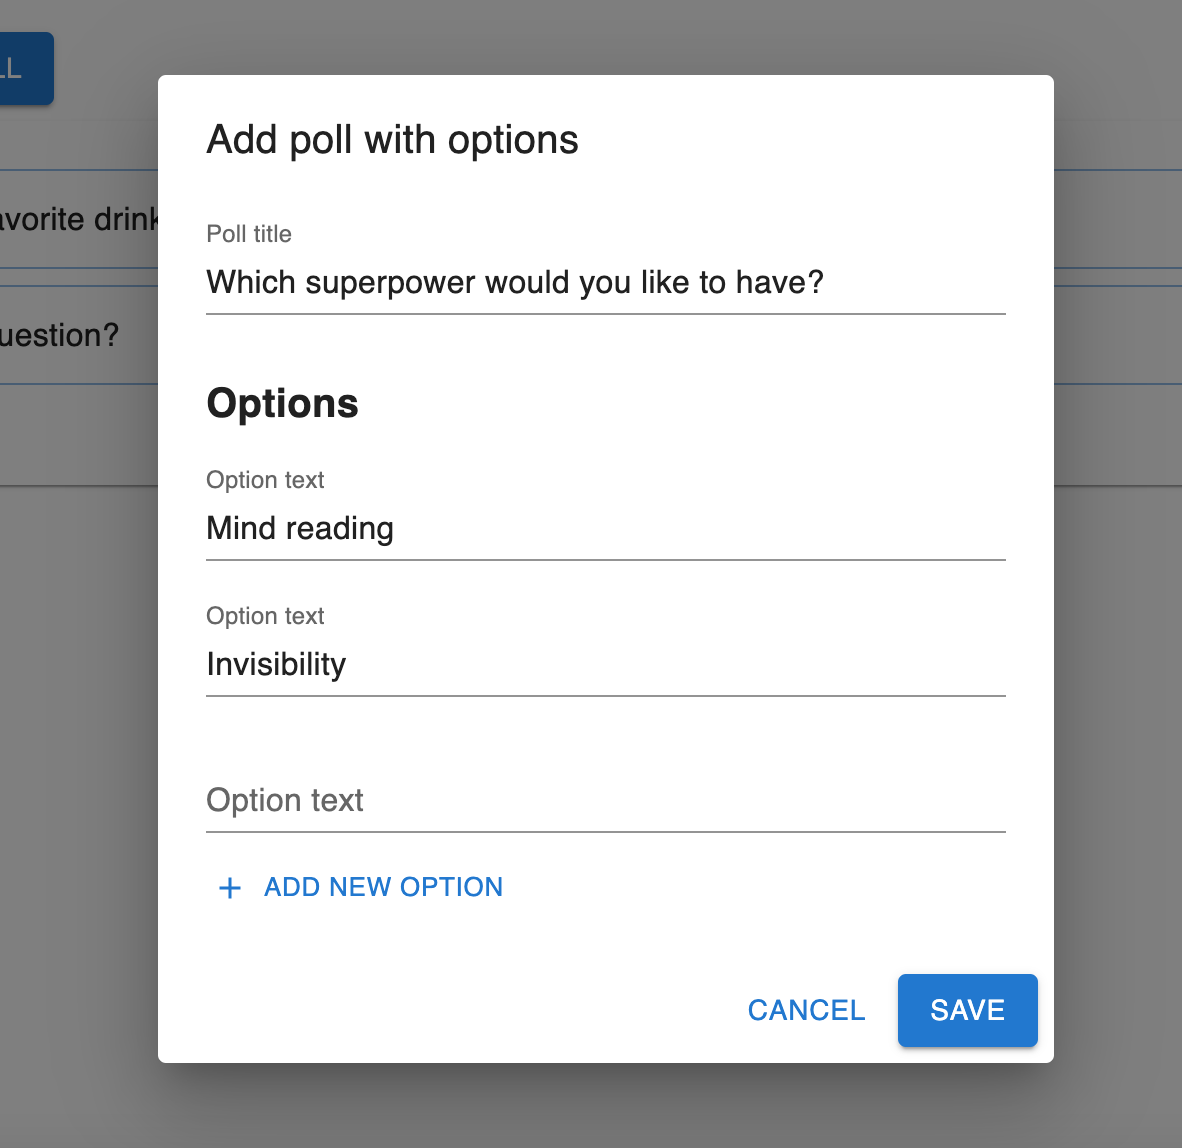 LL
Add poll with options
Poll title
avorite drink
Which superpower would you like to have?
uestion?
Options
Option text
Mind reading
Option text
Invisibility
Option text
+ ADD NEW OPTION
CANCEL
SAVE